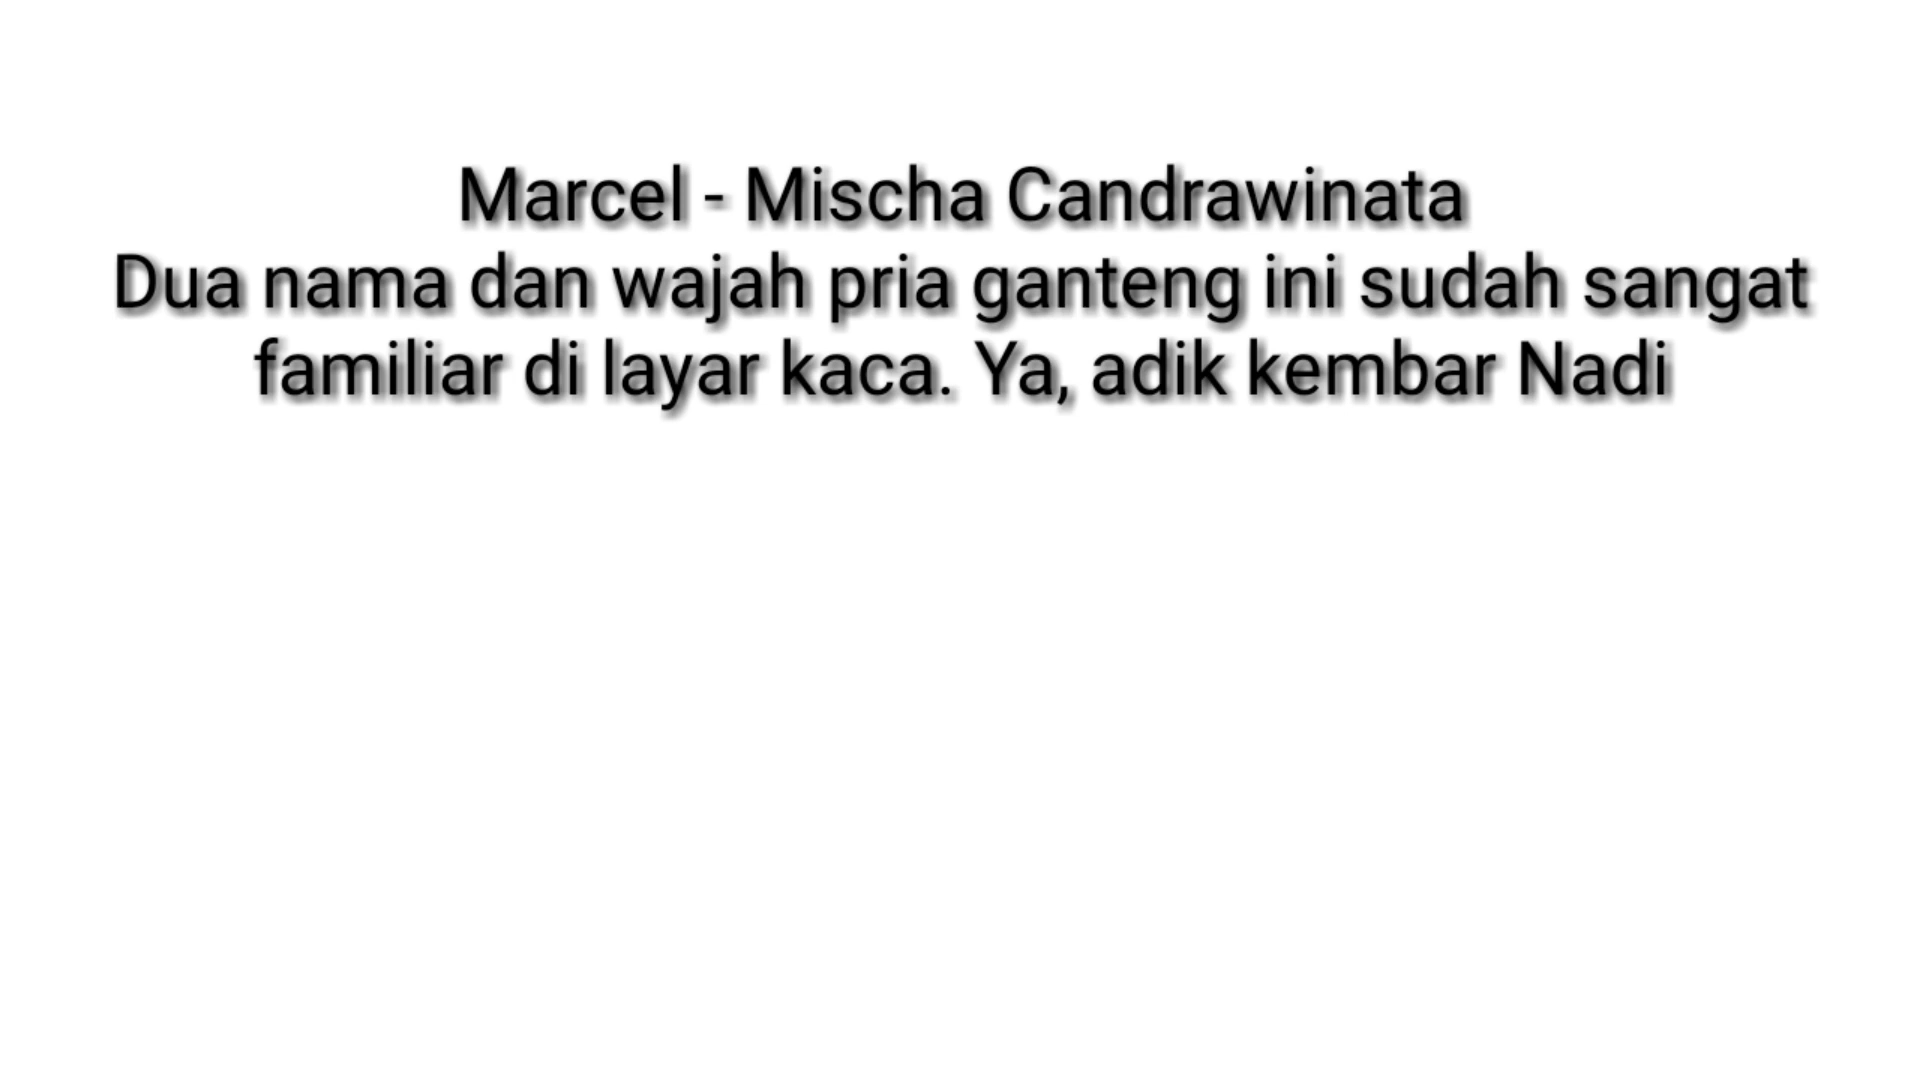 Marcel - Mischa Candrawinata
Dua nama dan wajah pria ganteng ini sudah sangat
familiar di layar kaca. Ya, adik kembar Nadi